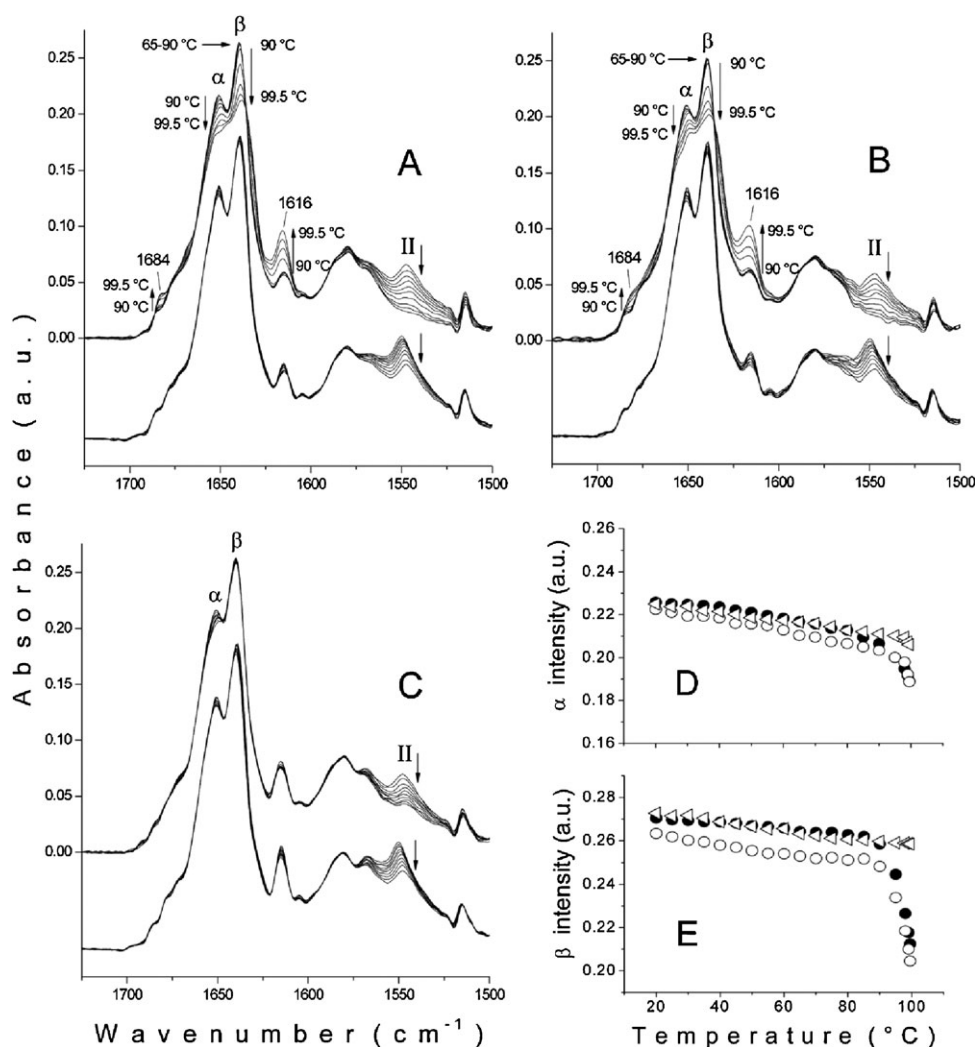 β
65-90 °C
90 °C
α
90 °C
99.5 °C
99.5 °C
A
1616
99.5 °C
90 °C
1684
99.5 °C
90 °C
II
0.25
0.20
0.15
0.10
0.05
0.00
1700
1650
1600
1550
1500
β
65-90 °C
90 °C
α
90 °C
99.5 °C
99.5 °C
B
1616
99.5 °C
90 °C
1684
99.5 °C
90 °C
II
0.25
0.20
0.15
0.10
0.05
0.00
1700
1650
1600
1550
1500
Absorbance (a. u.)
β
α
C
II
0.25
0.20
0.15
0.10
0.05
0.00
1700
1650
1600
1550
1500
Wavenumber (cm-1)
α intensity (a.u.)
0.26
0.24
0.22
0.20
0.18
0.16
D
β intensity (a.u.)
0.28
0.26
0.24
0.22
0.20
E
20
40
60
80
100
Temperature (°C)